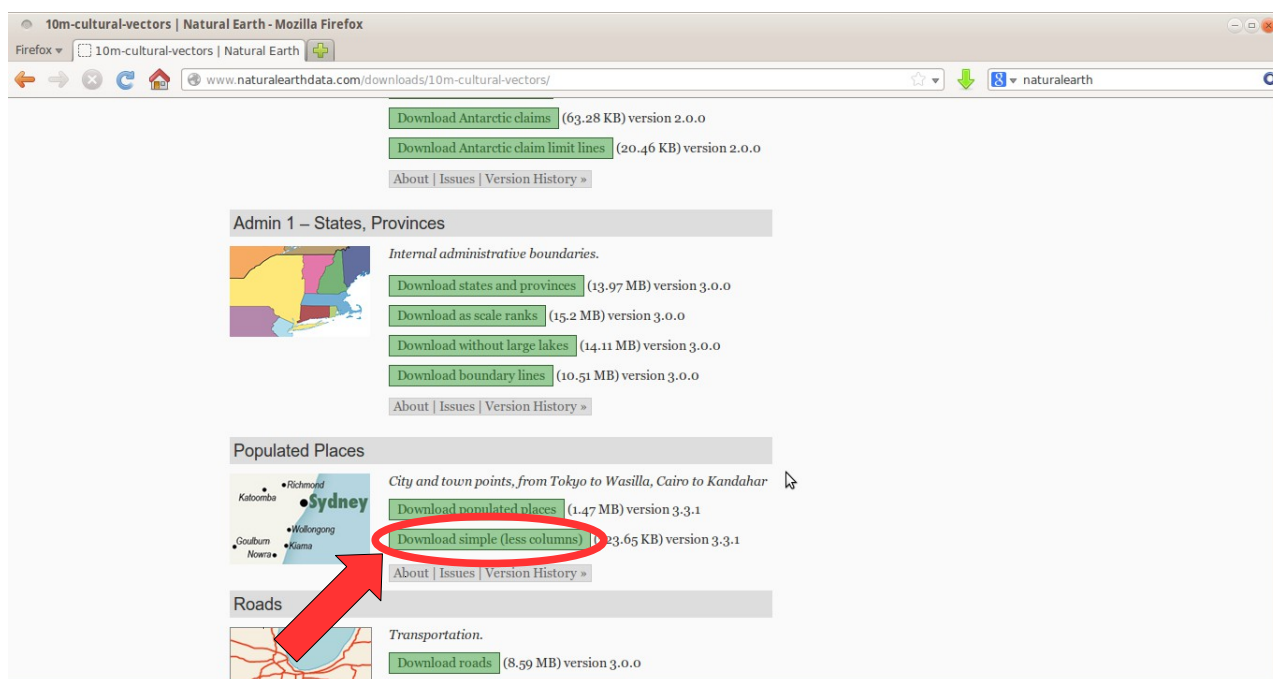 10m-cultural-vectors | Natural Earth - Mozilla Firefox
Firefox
10m-cultural-vectors | Natural Earth
www.naturalearthdata.com/downloads/10m-cultural-vectors/
naturalearth
Download Antarctic claims (63.28 KB) version 2.0.0
Download Antarctic claim limit lines (20.46 KB) version 2.0.0
About | Issues | Version History »
Admin 1 – States, Provinces
Internal administrative boundaries.
Download states and provinces (13.97 MB) version 3.0.0
Download as scale ranks (15.2 MB) version 3.0.0
Download without large lakes (14.11 MB) version 3.0.0
Download boundary lines (10.51 MB) version 3.0.0
About | Issues | Version History »
Populated Places
Richmond
Katoomba
Sydney
Wollongong
Goulburn
Kiama
Nowra
City and town points, from Tokyo to Wasilla, Cairo to Kandahar
Download populated places (1.47 MB) version 3.3.1
Download simple (less columns) 23.65 KB) version 3.3.1
About | Issues | Version History »
Roads
Transportation.
Download roads (8.59 MB) version 3.0.0